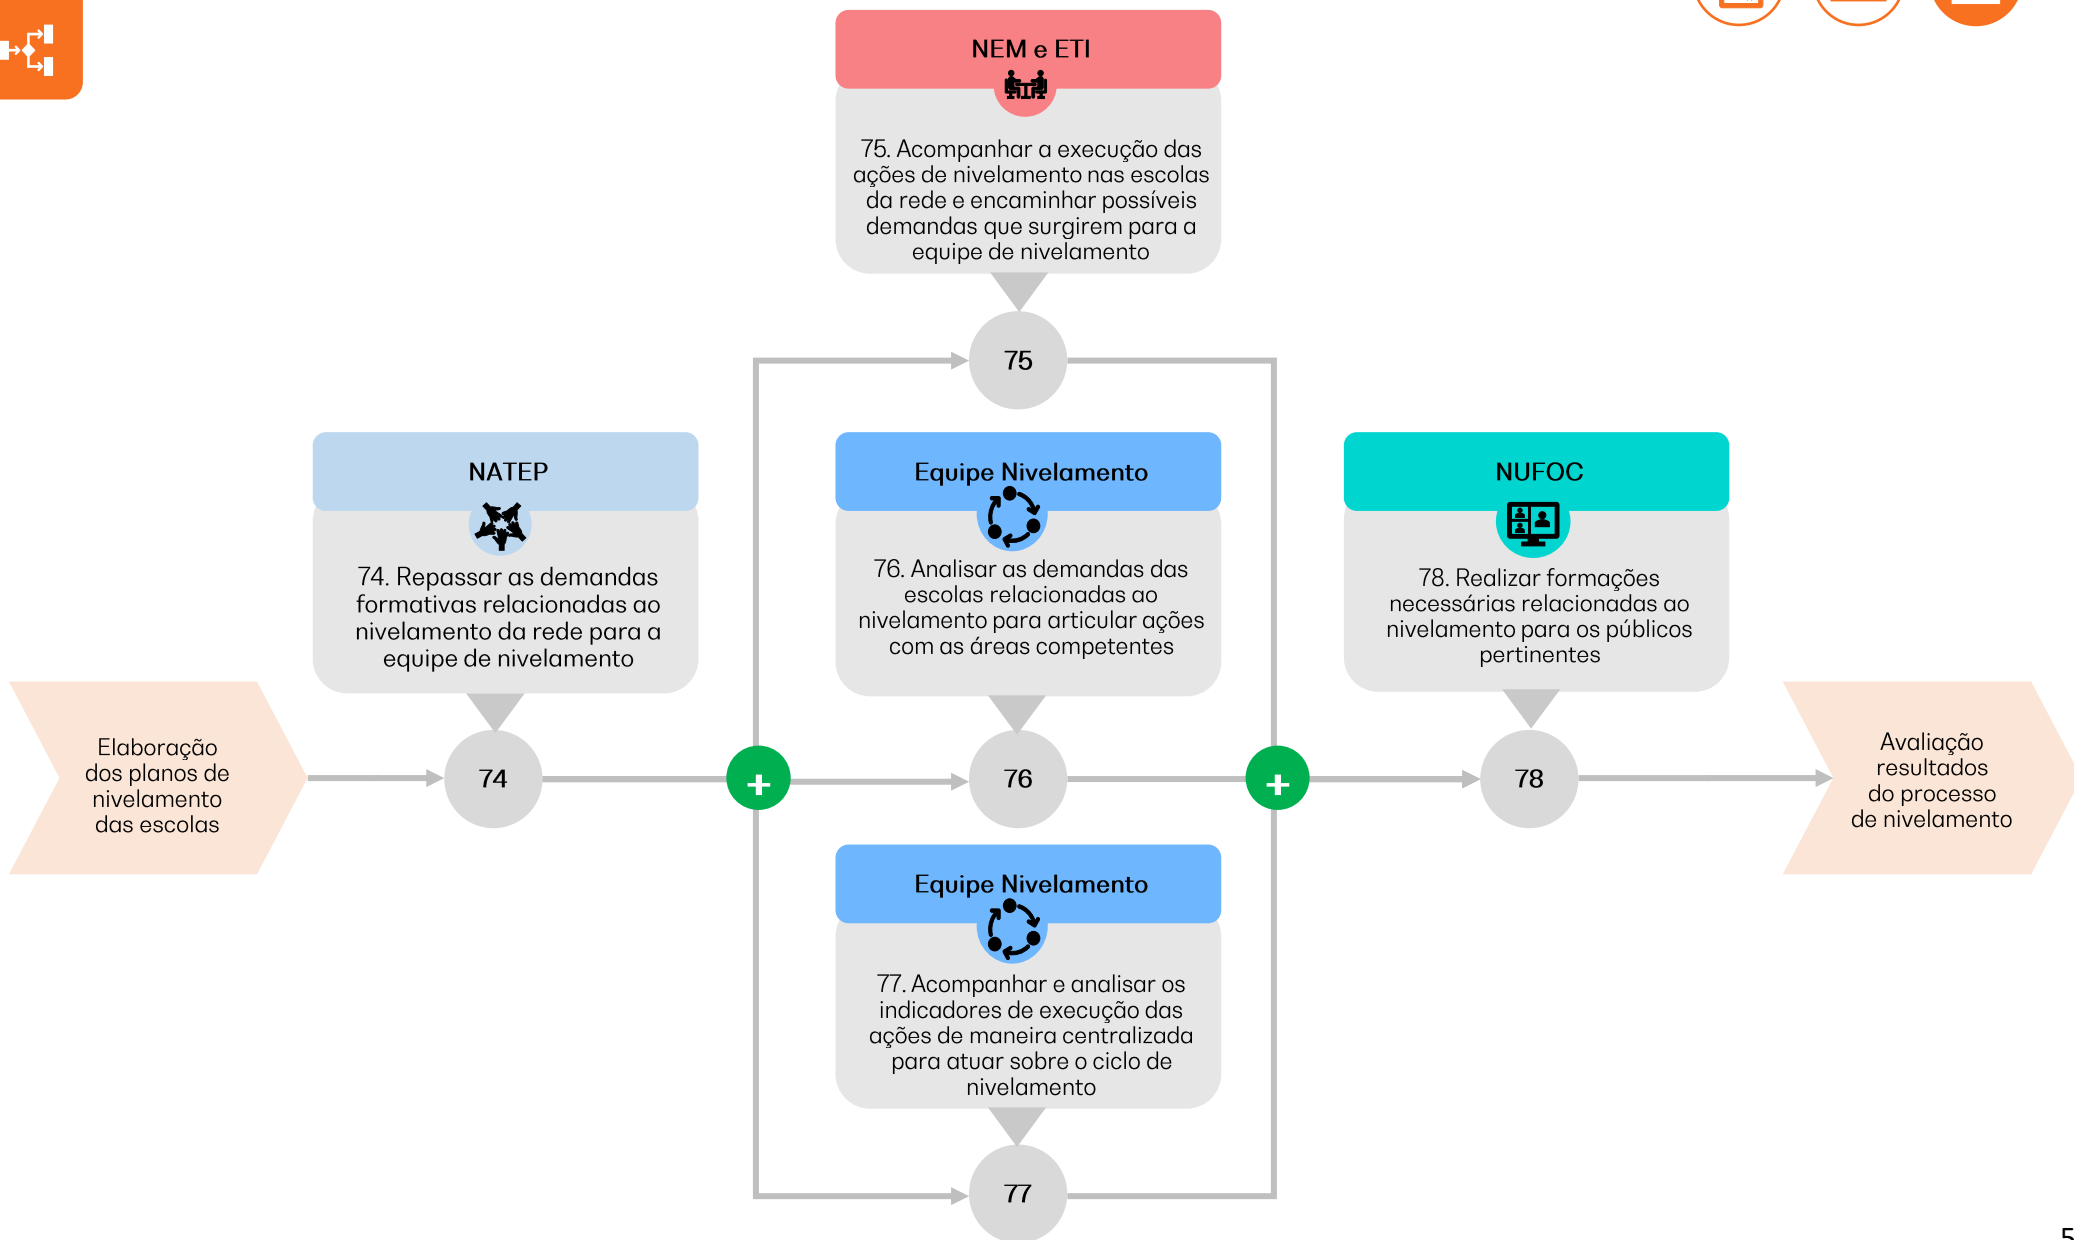 NEM e ETI
75. Acompanhar a execução das
ações de nivelamento nas escolas
da rede e encaminhar possíveis
demandas que surgirem para a
equipe de nivelamento
75
NATEP
74. Repassar as demandas
formativas relacionadas ao
nivelamento da rede para a
equipe de nivelamento
Equipe Nivelamento
76. Analisar as demandas das
escolas relacionadas ao
nivelamento para articular ações
com as áreas competentes
NUFOC
78. Realizar formações
necessárias relacionadas ao
nivelamento para os públicos
pertinentes
Elaboração
dos planos de
nivelamento
das escolas
74
+
76
+
78
Avaliação
resultados
do processo
de nivelamento
Equipe Nivelamento
77. Acompanhar e analisar os
indicadores de execução das
ações de maneira centralizada
para atuar sobre o ciclo de
nivelamento
77